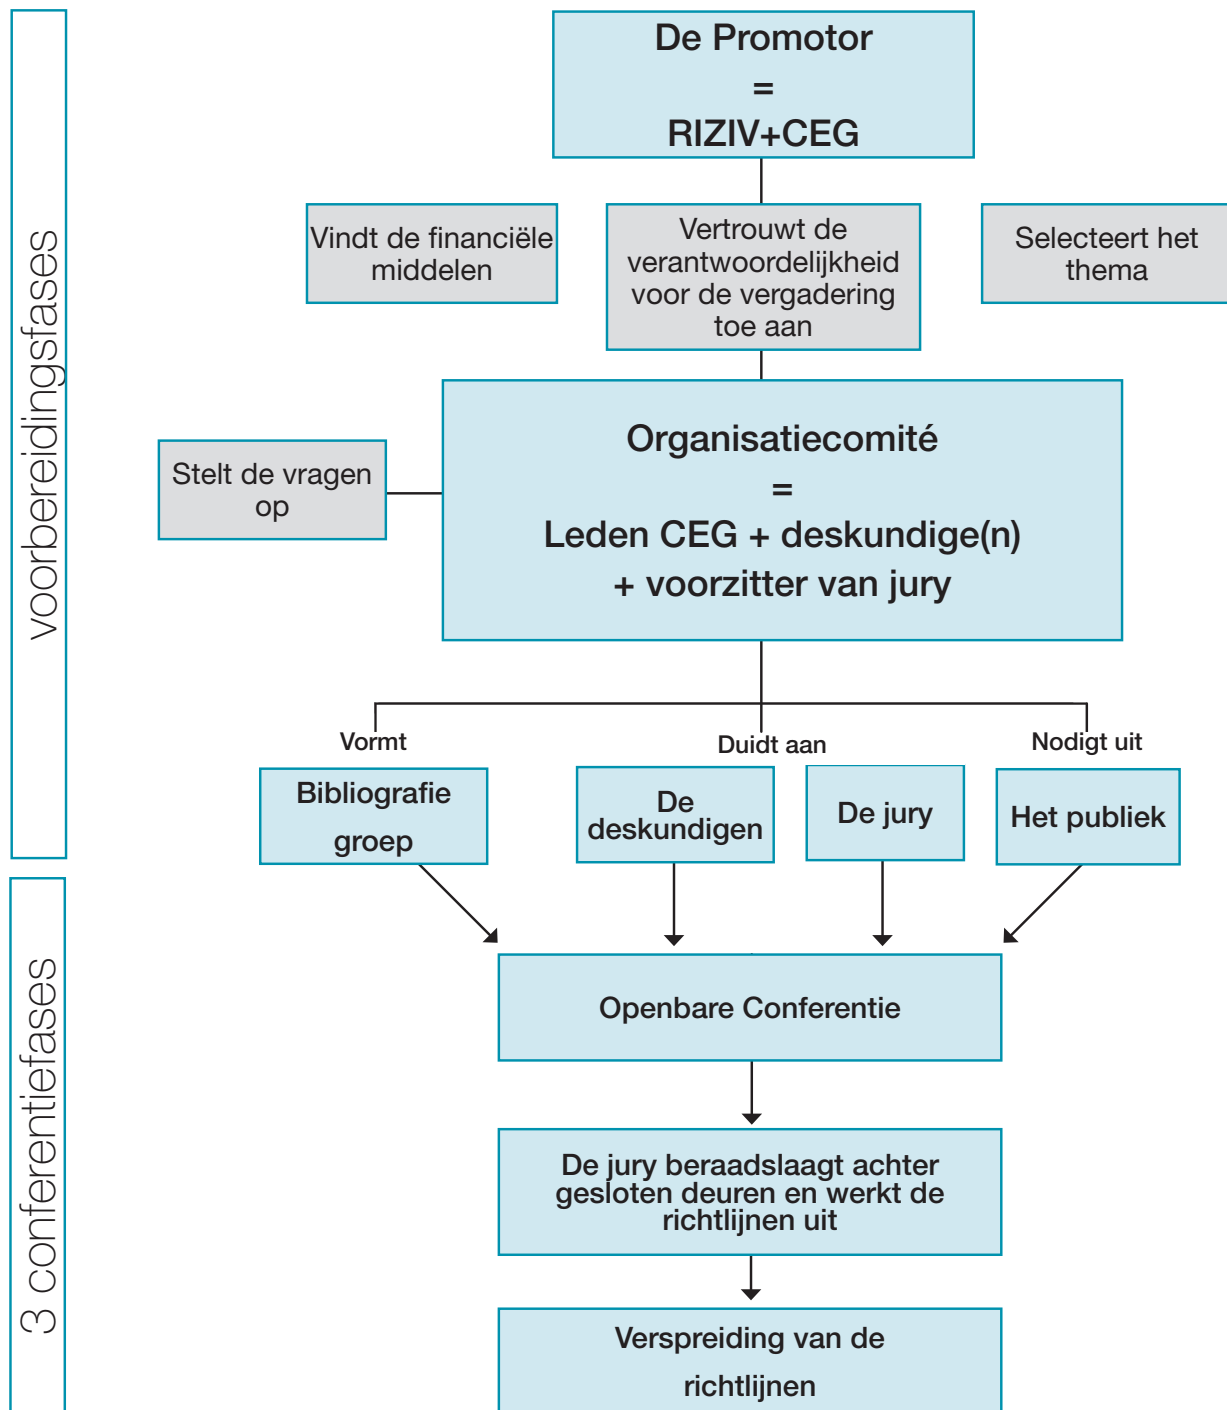 voorbereidingsfases
De Promotor
=
RIZIV+CEG
Vindt de financiële
middelen
Vertrouwt de
verantwoordelijkheid
voor de vergadering
toe aan
Selecteert het
thema
Stelt de vragen
op
Organisatiecomité
=
Leden CEG + deskundige(n)
+ voorzitter van jury
Vormt
Duidt aan
Nodigt uit
Bibliografie
groep
De
deskundigen
De jury
Het publiek
3 conferentiefases
Openbare Conferentie
De jury beraadslaagt achter
gesloten deuren en werkt de
richtlijnen uit
Verspreiding van de
richtlijnen